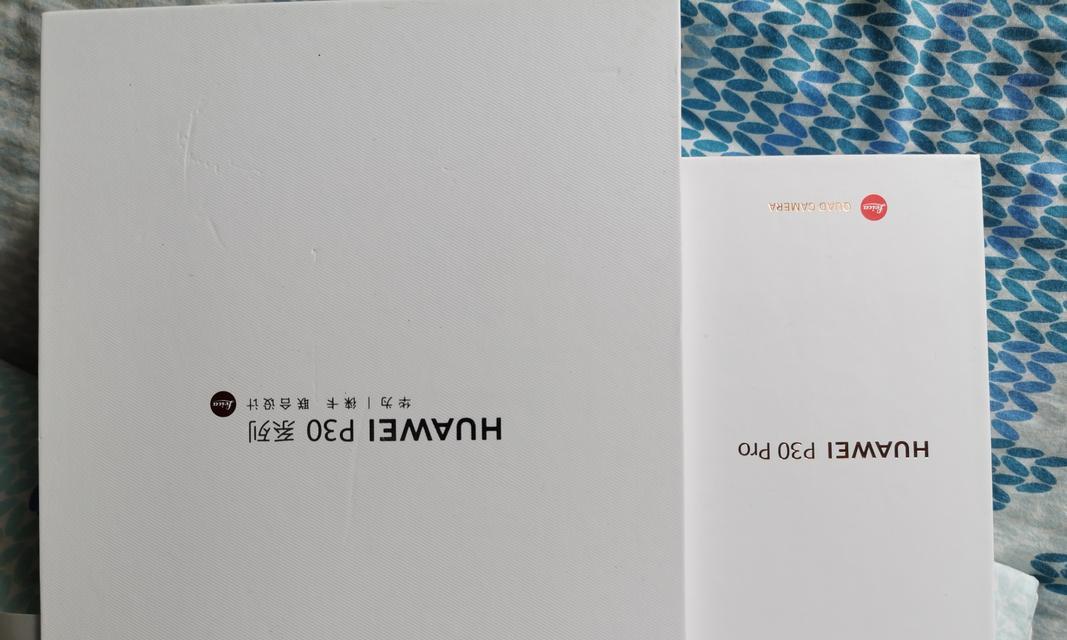 HUAWEI P30 系列
华为 | 徕卡 联合设计
Leica
HUAWEI P30 Pro
Leica
QUAD CAMERA